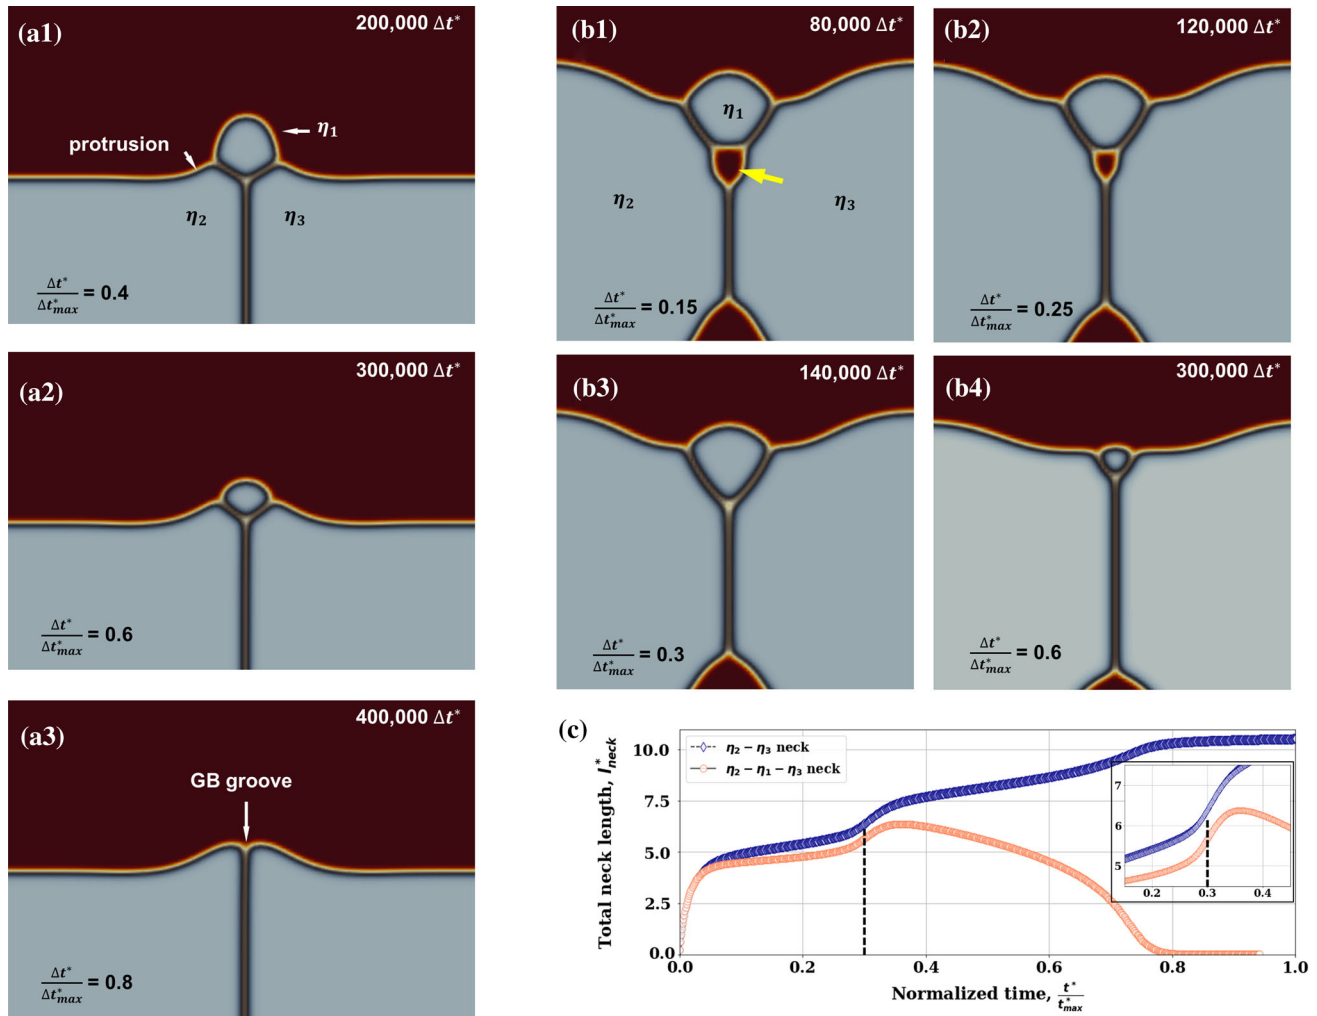 (a1)
200,000 Δt*
η₁
protrusion
η₂
η₃
Δt*
Δt*max
= 0.4
(a2)
300,000 Δt*
Δt*
Δt*max
= 0.6
(a3)
400,000 Δt*
GB groove
Δt*
Δt*max
= 0.8
(b1)
80,000 Δt*
η₁
η₂
η₃
Δt*
Δt*max
= 0.15
(b2)
120,000 Δt*
Δt*
Δt*max
= 0.25
(b3)
140,000 Δt*
Δt*
Δt*max
= 0.3
(b4)
300,000 Δt*
Δt*
Δt*max
= 0.6
(c)
Total neck length, l*neck
10.0
7.5
5.0
2.5
0.0
η₂ − η₃ neck
η₂ − η₁ − η₃ neck
7
6
5
0.2 0.3 0.4
0.0 0.2 0.4 0.6 0.8 1.0
Normalized time, t*
t*max